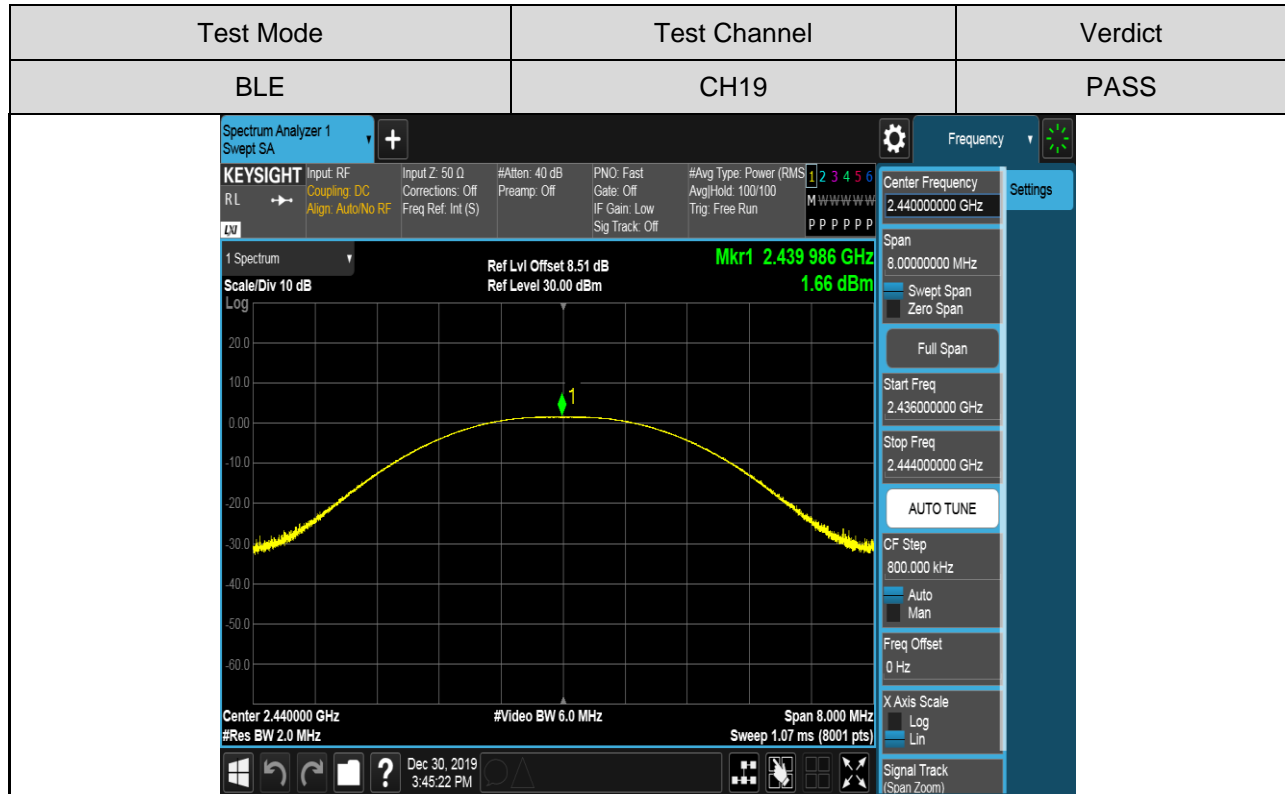 Test Mode Test Channel Verdict
BLE CH19 PASS
Spectrum Analyzer 1
Swept SA
+
Frequency
KEYSIGHT
RL
LXI
Input: RF
Coupling: DC
Align: Auto/No RF
Input Z: 50 Ω
Corrections: Off
Freq Ref: Int (S)
#Atten: 40 dB
Preamp: Off
PNO: Fast
Gate: Off
IF Gain: Low
Sig Track: Off
#Avg Type: Power (RMS
Avg|Hold: 100/100
Trig: Free Run
1 2 3 4 5 6
M W W W W W
P P P P P P
1 Spectrum
Scale/Div 10 dB
Ref Lvl Offset 8.51 dB
Ref Level 30.00 dBm
Mkr1 2.439 986 GHz
1.66 dBm
Log
20.0
10.0
1
0.00
-10.0
-20.0
-30.0
-40.0
-50.0
-60.0
Center 2.440000 GHz
#Res BW 2.0 MHz
#Video BW 6.0 MHz
Span 8.000 MHz
Sweep 1.07 ms (8001 pts)
?
Dec 30, 2019
3:45:22 PM
Center Frequency
2.440000000 GHz
Settings
Span
8.00000000 MHz
Swept Span
Zero Span
Full Span
Start Freq
2.436000000 GHz
Stop Freq
2.444000000 GHz
AUTO TUNE
CF Step
800.000 kHz
Auto
Man
Freq Offset
0 Hz
X Axis Scale
Log
Lin
Signal Track
(Span Zoom)